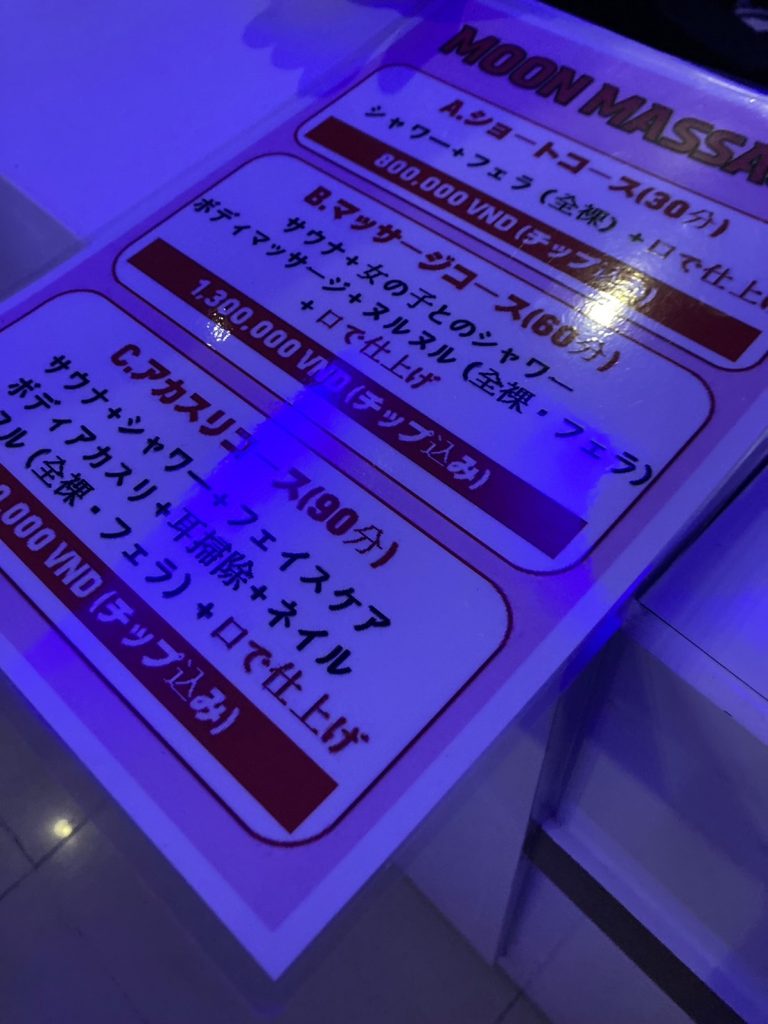 MOON MASSA
A.ショートコース(30分)
シャワー+フェラ（全裸）+口で仕上げ
800,000 VND (チップ込み)
B.マッサージコース(60分)
サウナ+女の子とのシャワー
ボディマッサージ+ヌルヌル（全裸・フェラ）
+口で仕上げ
1,300,000 VND (チップ込み)
C.アカスリコース(90分)
サウナ+シャワー+フェイスケア
ボディアカスリ+耳掃除+ネイル
ヌル（全裸・フェラ）+口で仕上げ
000 VND (チップ込み)